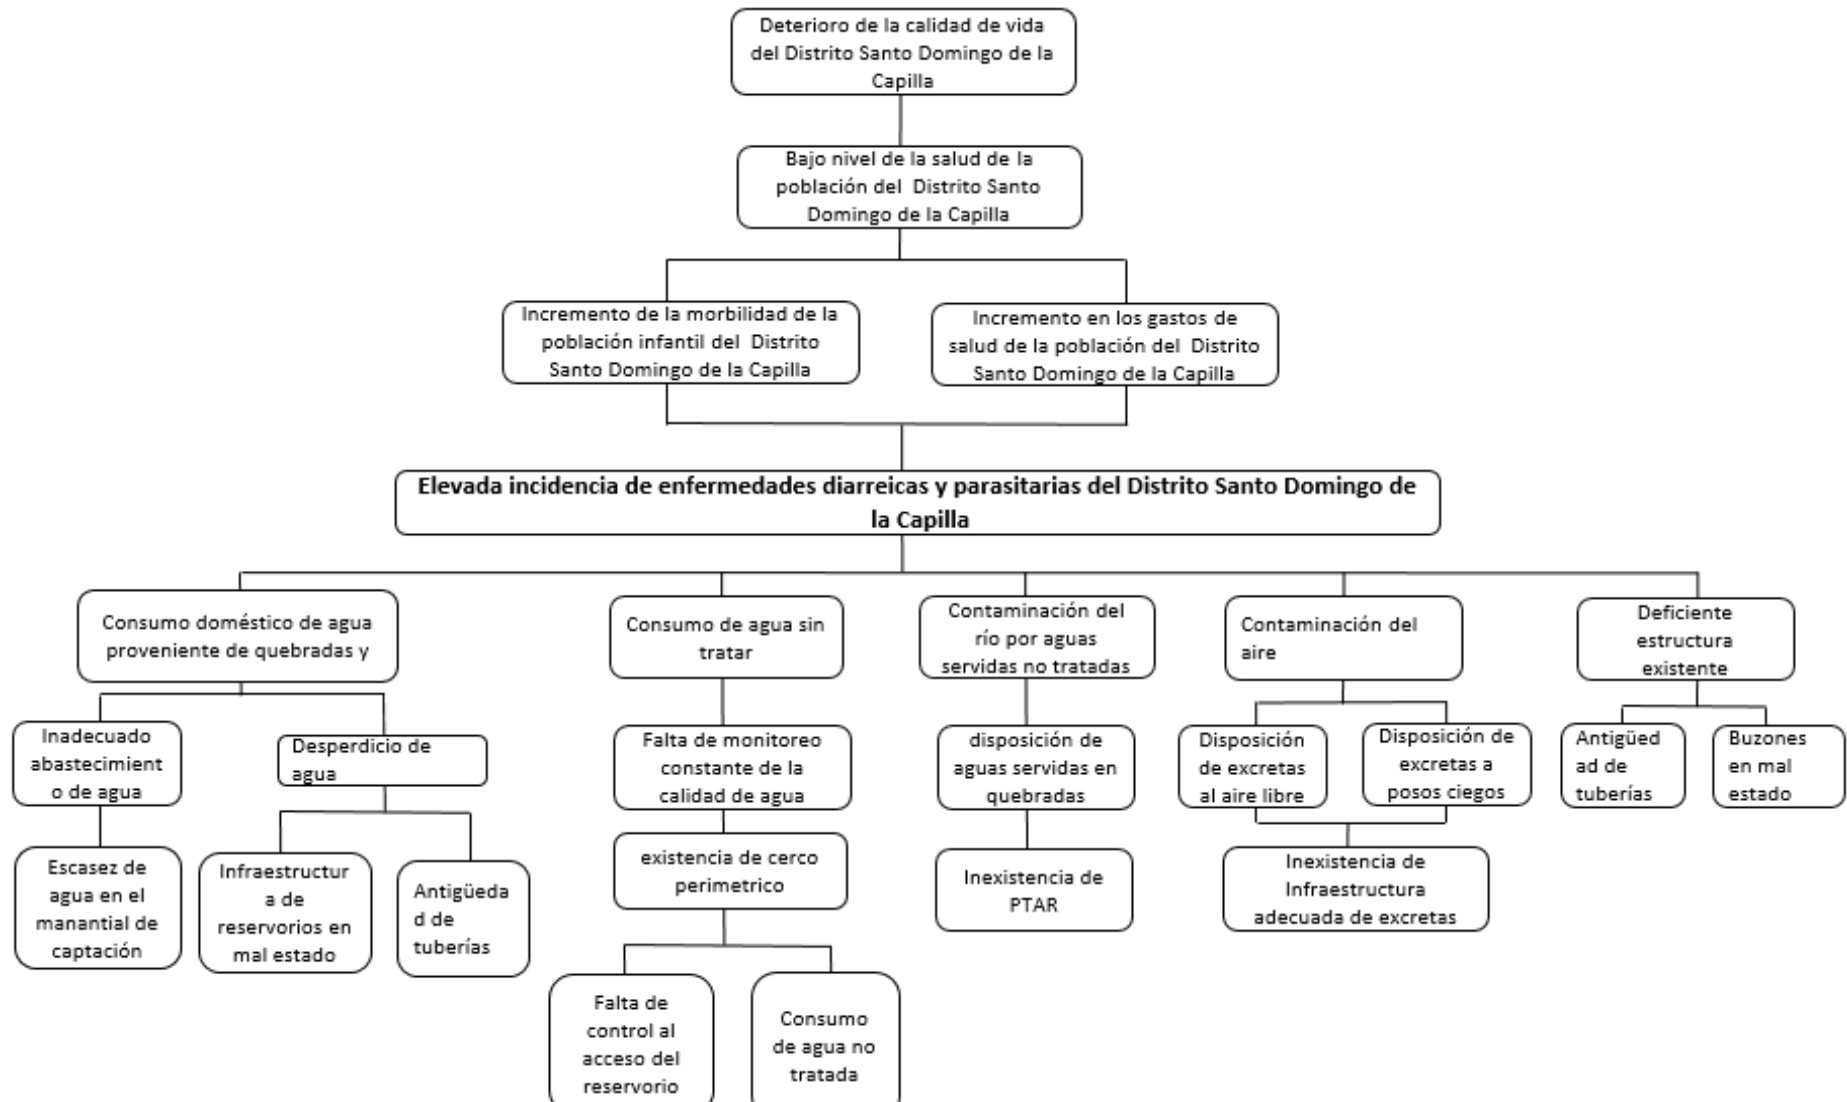 Deterioro de la calidad de vida
del Distrito Santo Domingo de la
Capilla
Bajo nivel de la salud de la
población del Distrito Santo
Domingo de la Capilla
Incremento de la morbilidad de la
población infantil del Distrito
Santo Domingo de la Capilla
Incremento en los gastos de
salud de la población del Distrito
Santo Domingo de la Capilla
Elevada incidencia de enfermedades diarreicas y parasitarias del Distrito Santo Domingo de
la Capilla
Consumo doméstico de agua
proveniente de quebradas y
Consumo de agua sin
tratar
Contaminación del
río por aguas
servidas no tratadas
Contaminación del
aire
Deficiente
estructura
existente
Inadecuado
abastecimient
o de agua
Desperdicio de
agua
Falta de monitoreo
constante de la
calidad de agua
disposición de
aguas servidas en
quebradas
Disposición
de excretas
al aire libre
Disposición de
excretas a
posos ciegos
Antigüed
ad de
tuberías
Buzones
en mal
estado
Escasez de
agua en el
manantial de
captación
Infraestructur
a de
reservorios en
mal estado
Antigüeda
d de
tuberías
existencia de cerco
perimetrico
Inexistencia de
PTAR
Inexistencia de
Infraestructura
adecuada de excretas
Falta de
control al
acceso del
reservorio
Consumo
de agua no
tratada